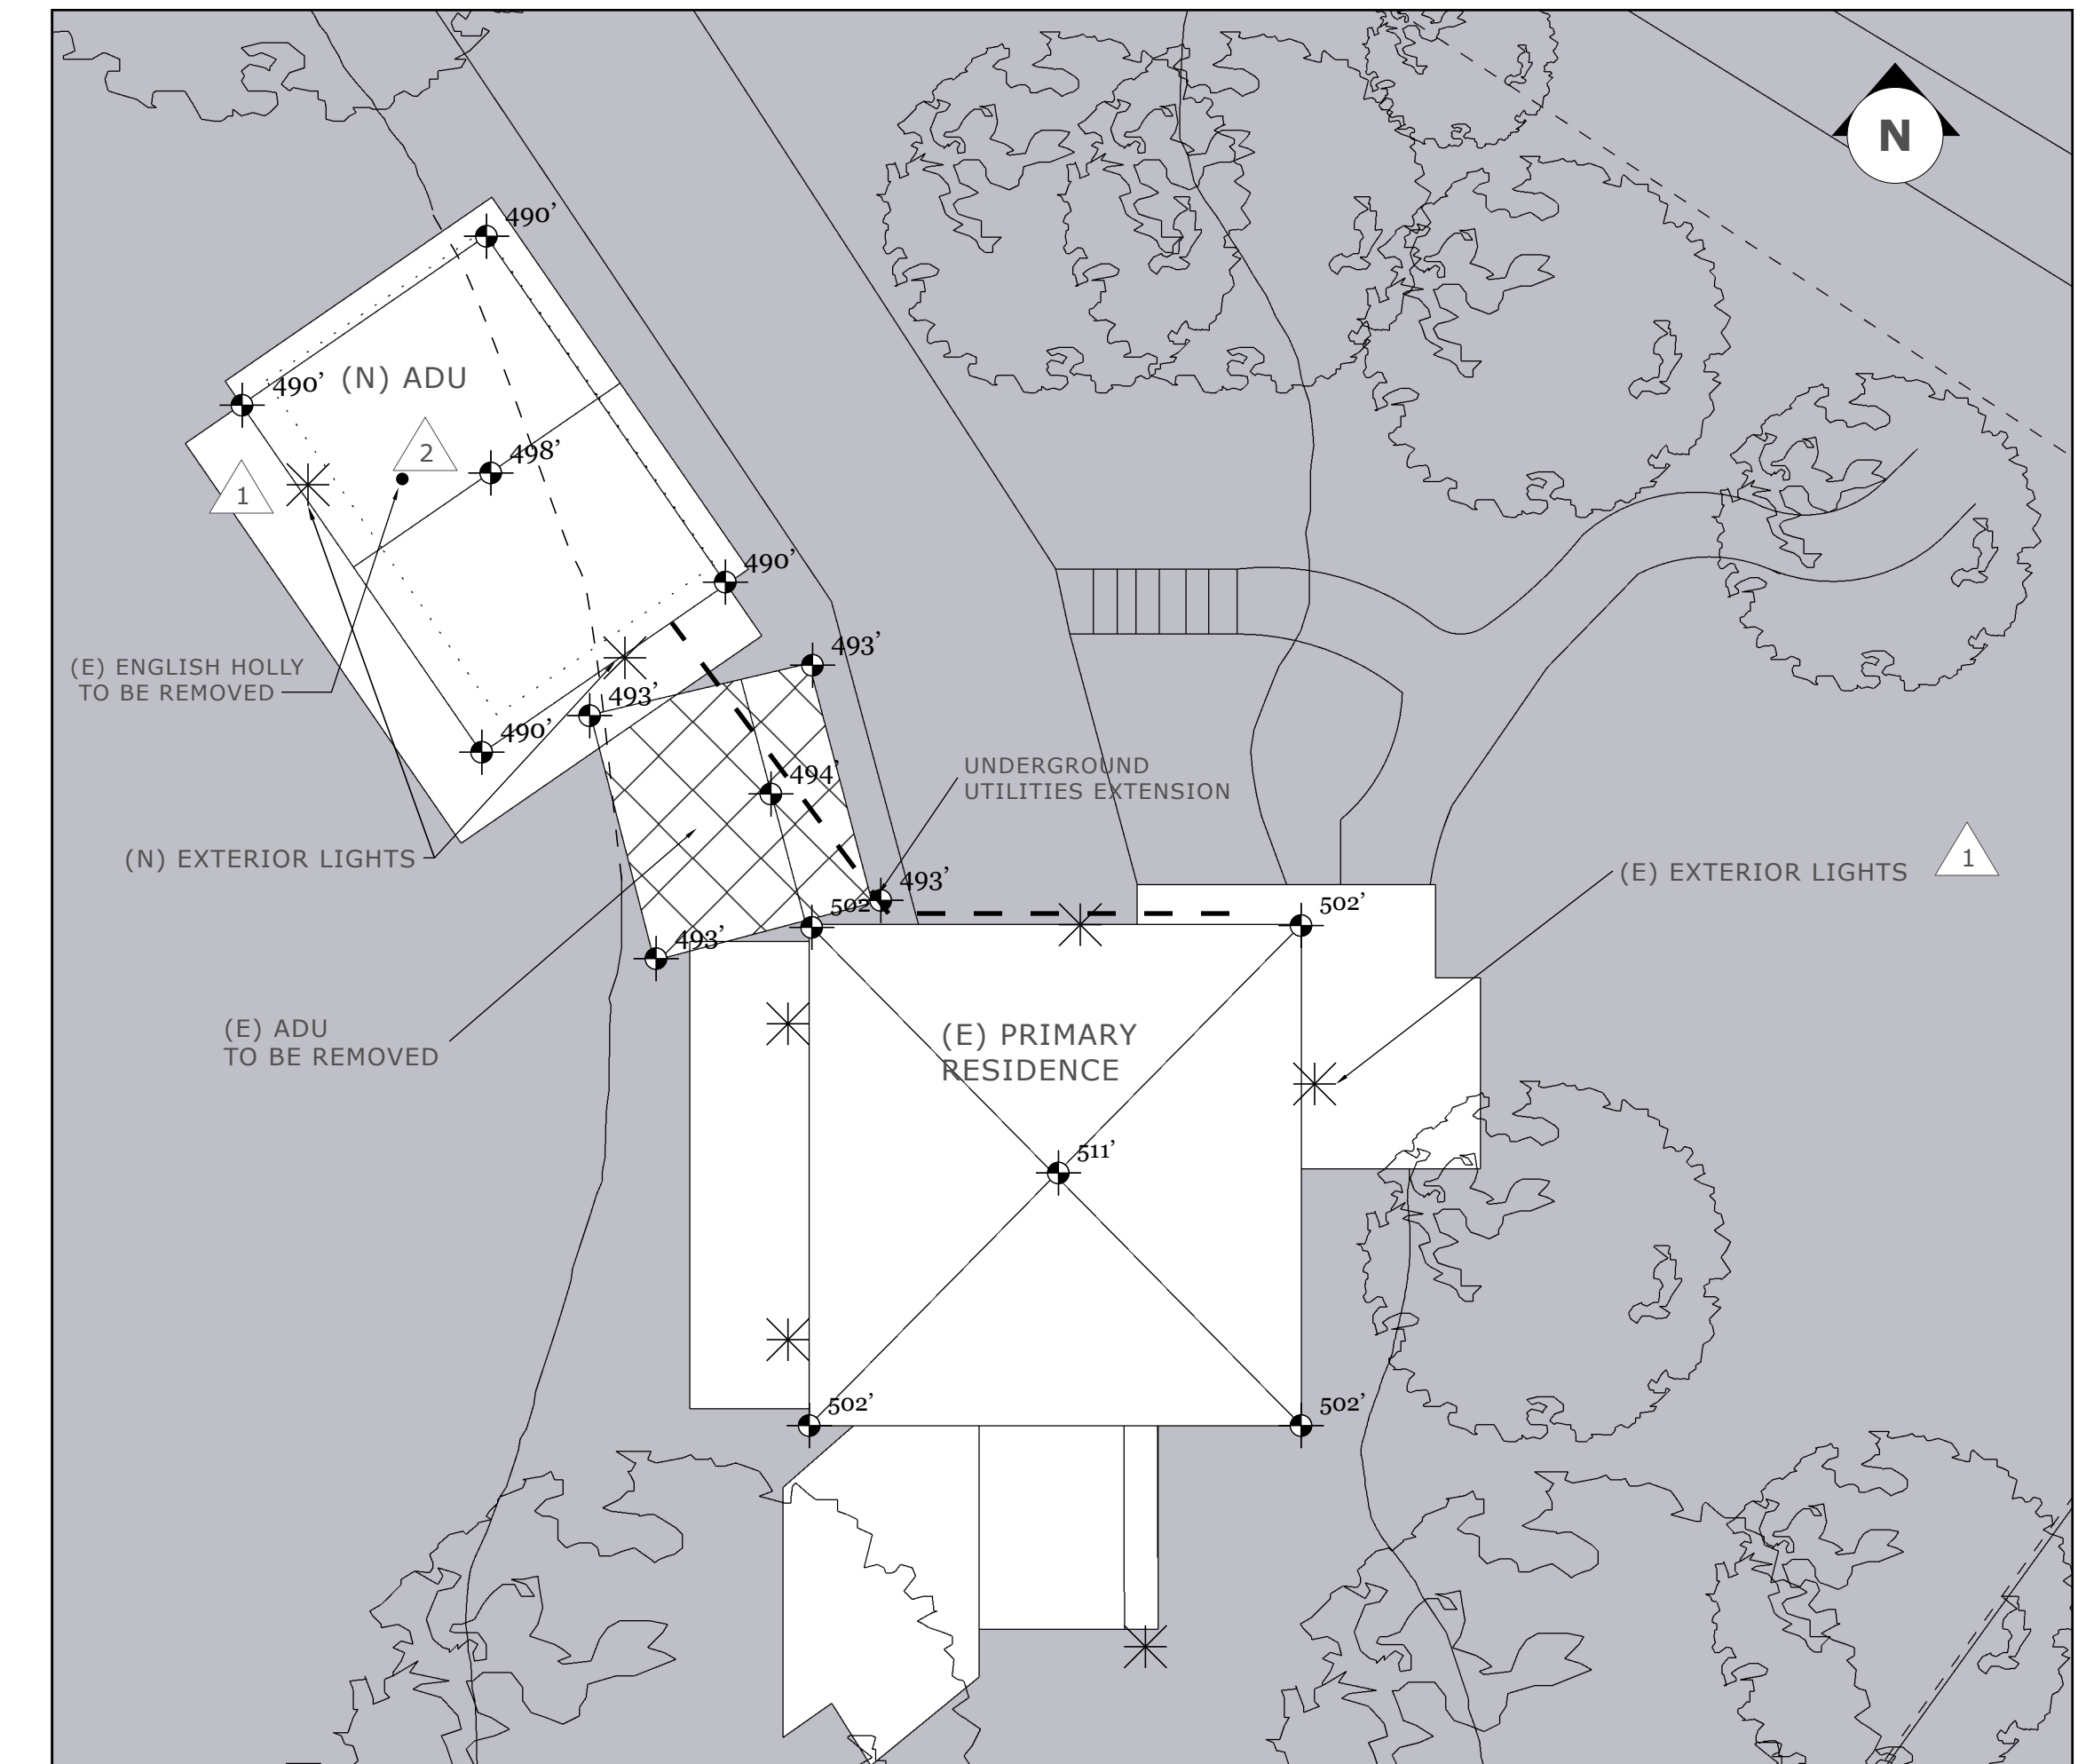 N
490’
490’
(N) ADU
2
498’
1
490’
(E) ENGLISH HOLLY
TO BE REMOVED
493’
493’
490’
UNDERGROUND
UTILITIES EXTENSION
494’
(N) EXTERIOR LIGHTS
1
(E) EXTERIOR LIGHTS
493’
502’
502’
493’
(E) ADU
TO BE REMOVED
(E) PRIMARY
RESIDENCE
511’
502’
502’